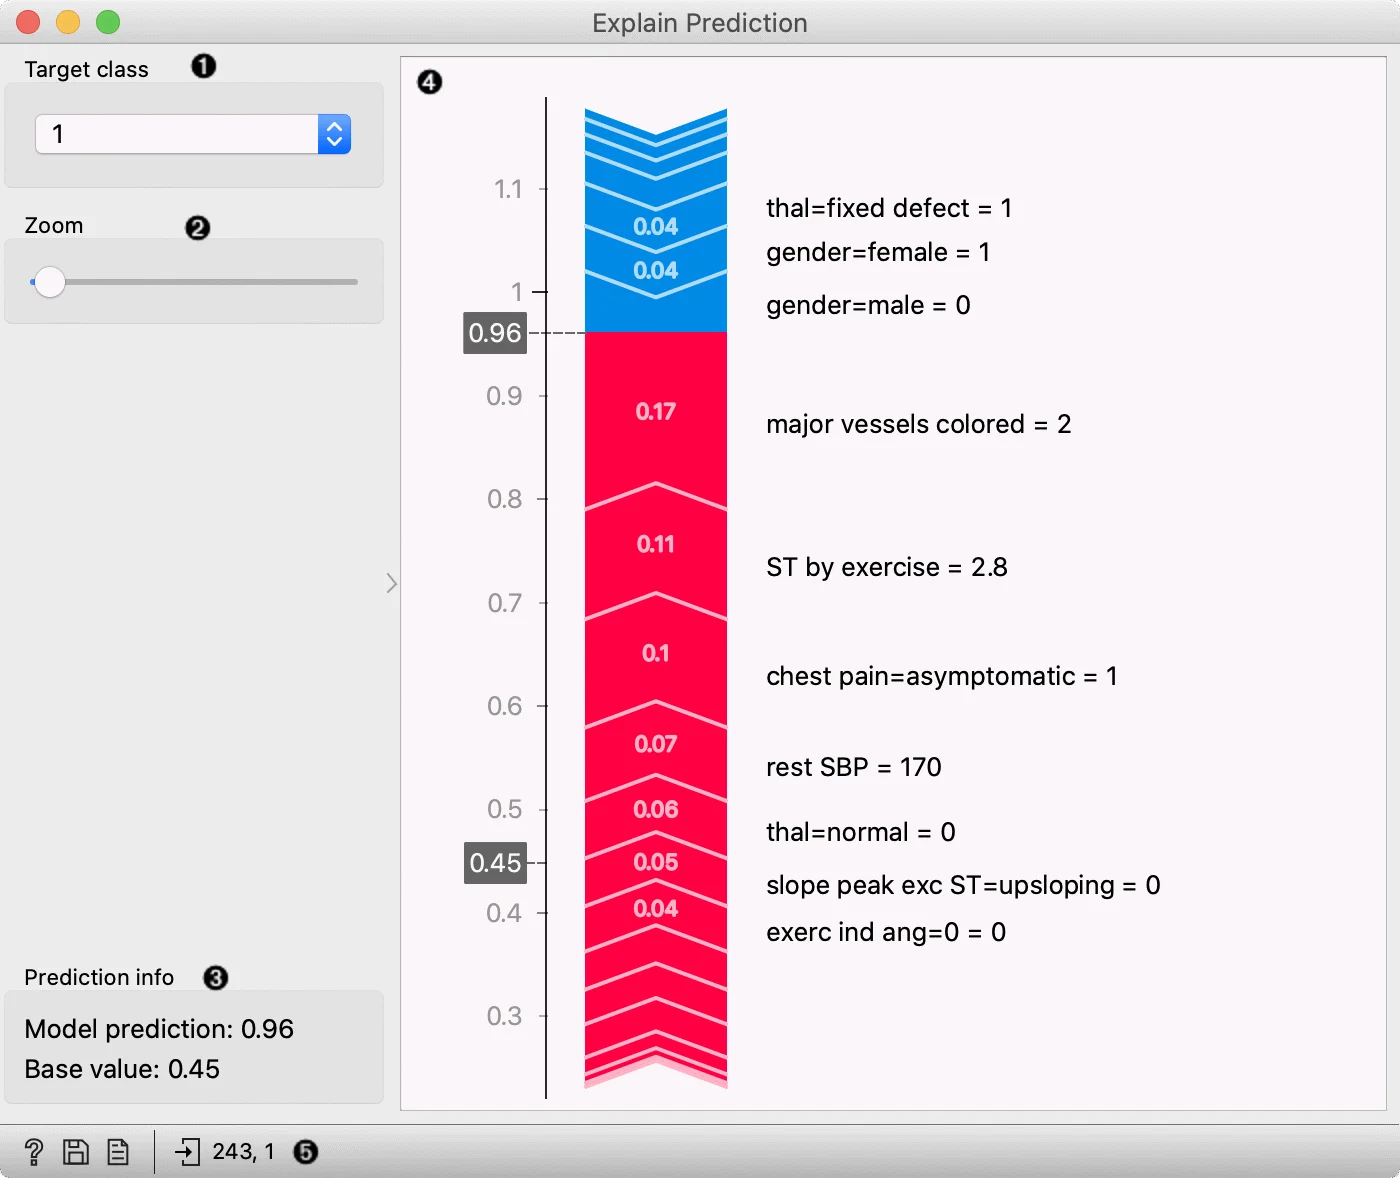 Explain Prediction
Target class ❶
1
Zoom ❷
Prediction info ❸
Model prediction: 0.96
Base value: 0.45
❹
1.1
1
0.96
0.9
0.8
0.7
0.6
0.5
0.45
0.4
0.3
0.04
0.04
0.17
0.11
0.1
0.07
0.06
0.05
0.04
thal=fixed defect = 1
gender=female = 1
gender=male = 0
major vessels colored = 2
ST by exercise = 2.8
chest pain=asymptomatic = 1
rest SBP = 170
thal=normal = 0
slope peak exc ST=upsloping = 0
exerc ind ang=0 = 0
? 243, 1 ❺